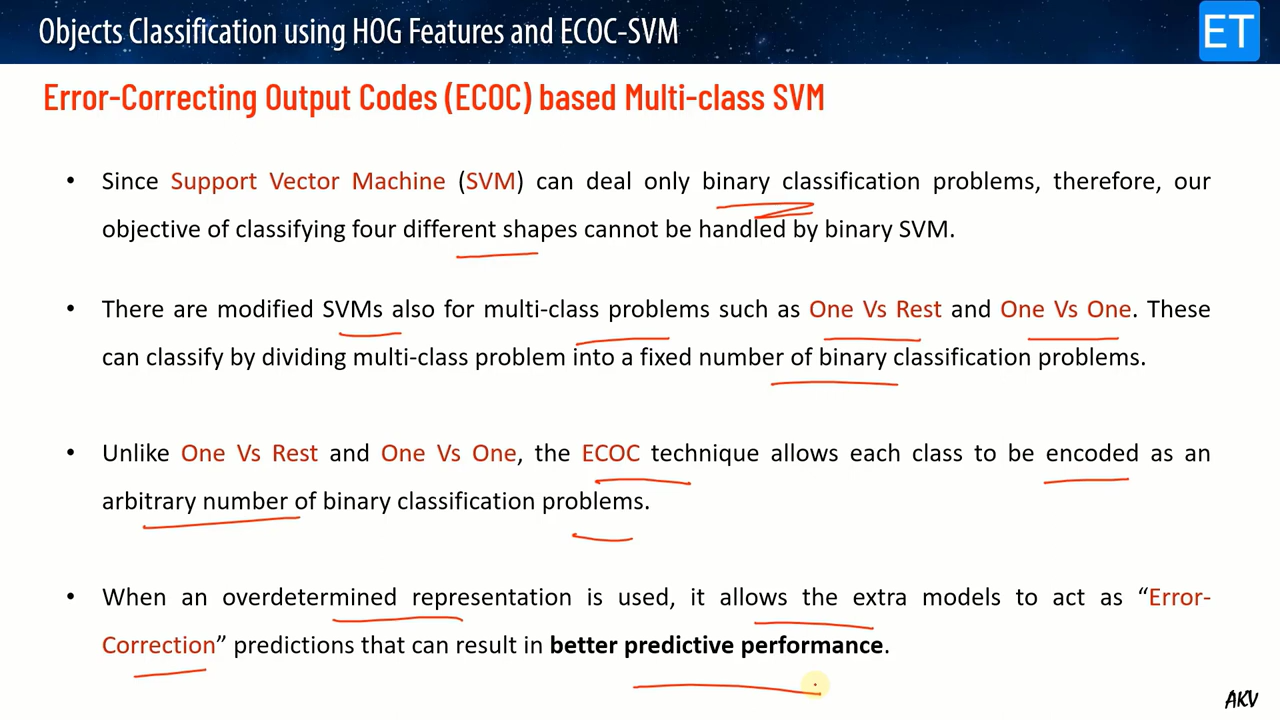 Objects Classification using HOG Features and ECOC-SVM
ET
Error-Correcting Output Codes (ECOC) based Multi-class SVM
• Since Support Vector Machine (SVM) can deal only binary classification problems, therefore, our
objective of classifying four different shapes cannot be handled by binary SVM.
• There are modified SVMs also for multi-class problems such as One Vs Rest and One Vs One. These
can classify by dividing multi-class problem into a fixed number of binary classification problems.
• Unlike One Vs Rest and One Vs One, the ECOC technique allows each class to be encoded as an
arbitrary number of binary classification problems.
• When an overdetermined representation is used, it allows the extra models to act as “Error-
Correction” predictions that can result in better predictive performance.
AKV